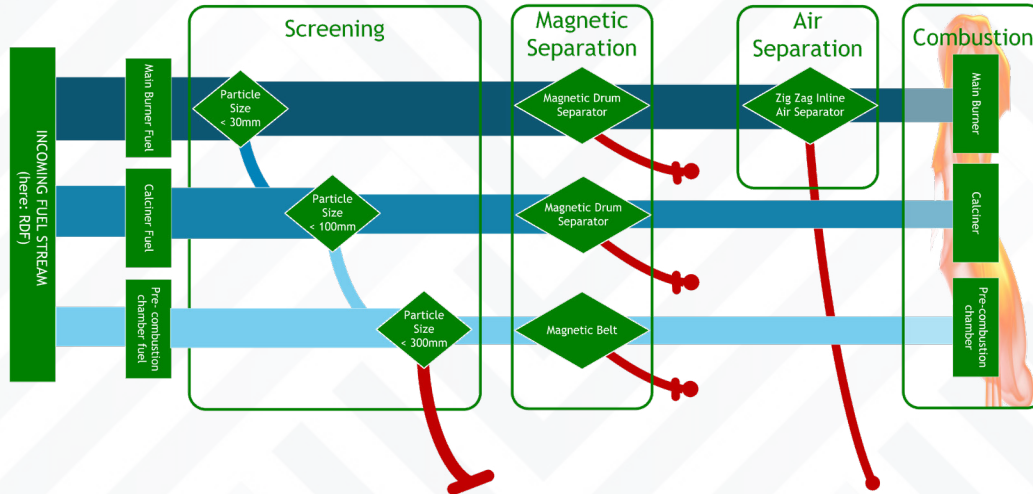 Screening
Magnetic
Separation
Air
Separation
Combustion
INCOMING FUEL STREAM
(here: RDF)
Main Burner Fuel
Particle
Size
< 30mm
Magnetic Drum
Separator
Zig Zag Inline
Air Separator
Main Burner
Calciner Fuel
Particle
Size
< 100mm
Magnetic Drum
Separator
Calciner
Pre- combustion
chamber fuel
Particle
Size
< 300mm
Magnetic Belt
Pre-combustion
chamber